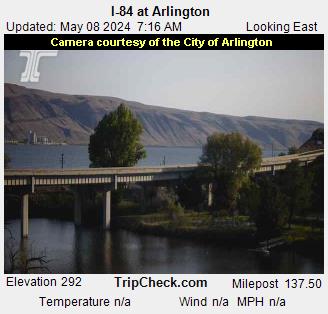 I-84 at Arlington
Updated: May 08 2024 7:16 AM Looking East
Camera courtesy of the City of Arlington
Elevation 292 TripCheck.com Milepost 137.50
Temperature n/a Wind n/a MPH n/a